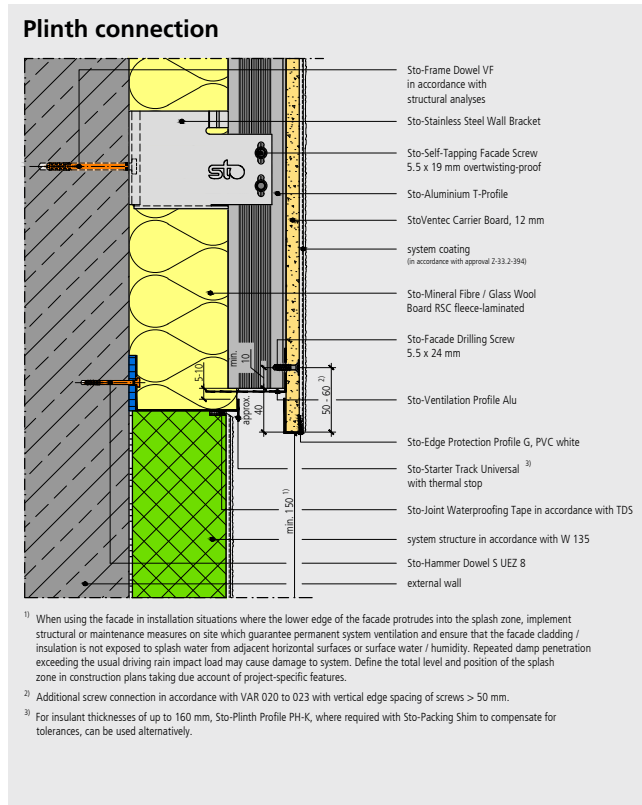 Plinth connection
Sto-Frame Dowel VF
in accordance with
structural analyses
Sto-Stainless Steel Wall Bracket
Sto-Self-Tapping Facade Screw
5.5 x 19 mm overtwisting-proof
sto
Sto-Aluminium T-Profile
StoVentec Carrier Board, 12 mm
system coating
(in accordance with approval Z-33.2-394)
Sto-Mineral Fibre / Glass Wool
Board RSC fleece-laminated
Sto-Facade Drilling Screw
5.5 x 24 mm
min.
10
5-10
50 - 60 2)
approx.
40
Sto-Ventilation Profile Alu
Sto-Edge Protection Profile G, PVC white
Sto-Starter Track Universal 3)
with thermal stop
min. 150 1)
Sto-Joint Waterproofing Tape in accordance with TDS
system structure in accordance with W 135
Sto-Hammer Dowel S UEZ 8
external wall
1) When using the facade in installation situations where the lower edge of the facade protrudes into the splash zone, implement
structural or maintenance measures on site which guarantee permanent system ventilation and ensure that the facade cladding /
insulation is not exposed to splash water from adjacent horizontal surfaces or surface water / humidity. Repeated damp penetration
exceeding the usual driving rain impact load may cause damage to system. Define the total level and position of the splash
zone in construction plans taking due account of project-specific features.
2) Additional screw connection in accordance with VAR 020 to 023 with vertical edge spacing of screws > 50 mm.
3) For insulant thicknesses of up to 160 mm, Sto-Plinth Profile PH-K, where required with Sto-Packing Shim to compensate for
tolerances, can be used alternatively.